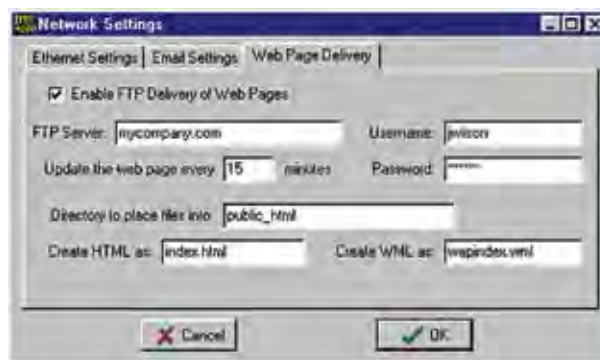 Network Settings
Ethernet Settings Email Settings Web Page Delivery
Enable FTP Delivery of Web Pages
FTP Server: mycompany.com Username: jwilson
Update the web page every 15 minutes Password: ******
Directory to place files into: public_html
Create HTML as: index.html Create WML as: wapindex.wml
Cancel OK